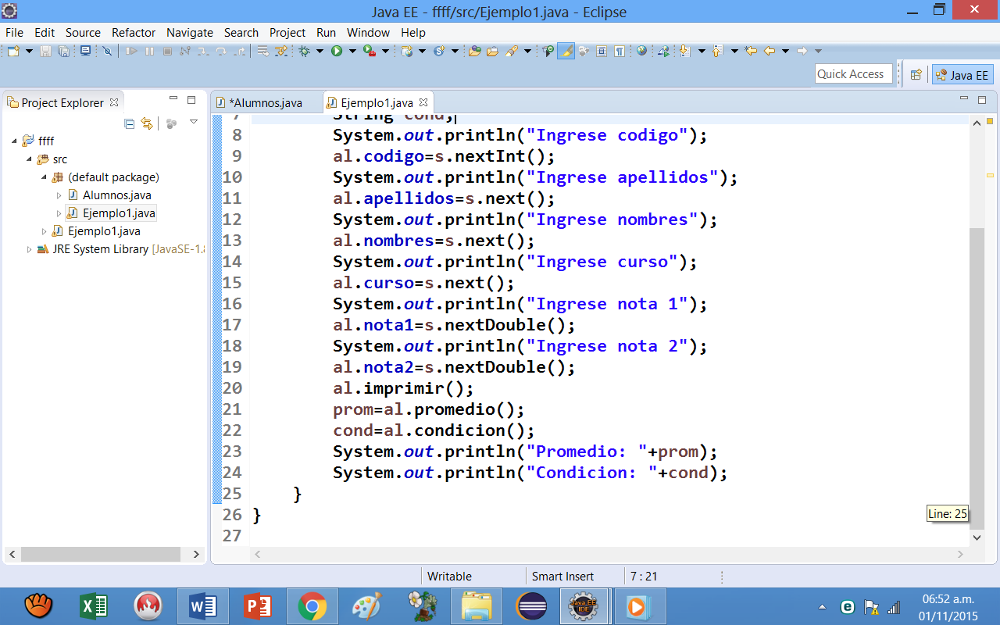 Java EE - ffff/src/Ejemplo1.java - Eclipse
File Edit Source Refactor Navigate Search Project Run Window Help
Quick Access
Java EE
Project Explorer
*Alumnos.java
Ejemplo1.java
ffff
src
(default package)
Alumnos.java
Ejemplo1.java
Ejemplo1.java
JRE System Library [JavaSE-1.8
7 String cond;
8 System.out.println("Ingrese codigo");
9 al.codigo=s.nextInt();
10 System.out.println("Ingrese apellidos");
11 al.apellidos=s.next();
12 System.out.println("Ingrese nombres");
13 al.nombres=s.next();
14 System.out.println("Ingrese curso");
15 al.curso=s.next();
16 System.out.println("Ingrese nota 1");
17 al.nota1=s.nextDouble();
18 System.out.println("Ingrese nota 2");
19 al.nota2=s.nextDouble();
20 al.imprimir();
21 prom=al.promedio();
22 cond=al.condicion();
23 System.out.println("Promedio: "+prom);
24 System.out.println("Condicion: "+cond);
25 }
26 }
27
Line: 25
Writable
Smart Insert
7 : 21
Java EE
IDE
06:52 a.m.
01/11/2015